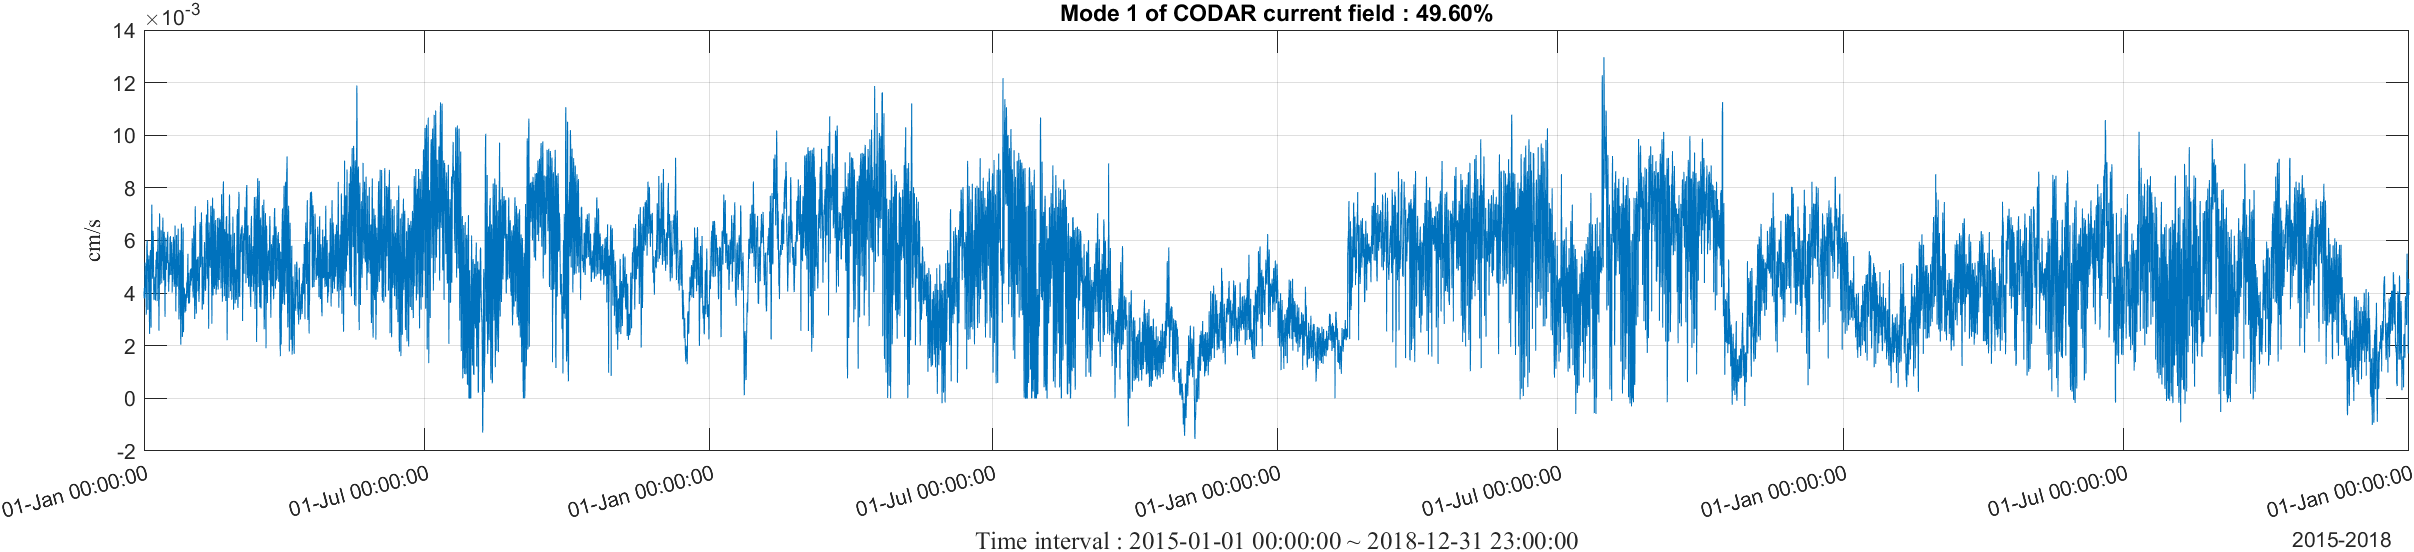 Mode 1 of CODAR current field : 49.60%
×10-3
14
12
10
8
6
4
2
0
-2
cm/s
01-Jan 00:00:00
01-Jul 00:00:00
01-Jan 00:00:00
01-Jul 00:00:00
01-Jan 00:00:00
01-Jul 00:00:00
01-Jan 00:00:00
01-Jul 00:00:00
01-Jan 00:00:00
Time interval : 2015-01-01 00:00:00 ~ 2018-12-31 23:00:00
2015-2018